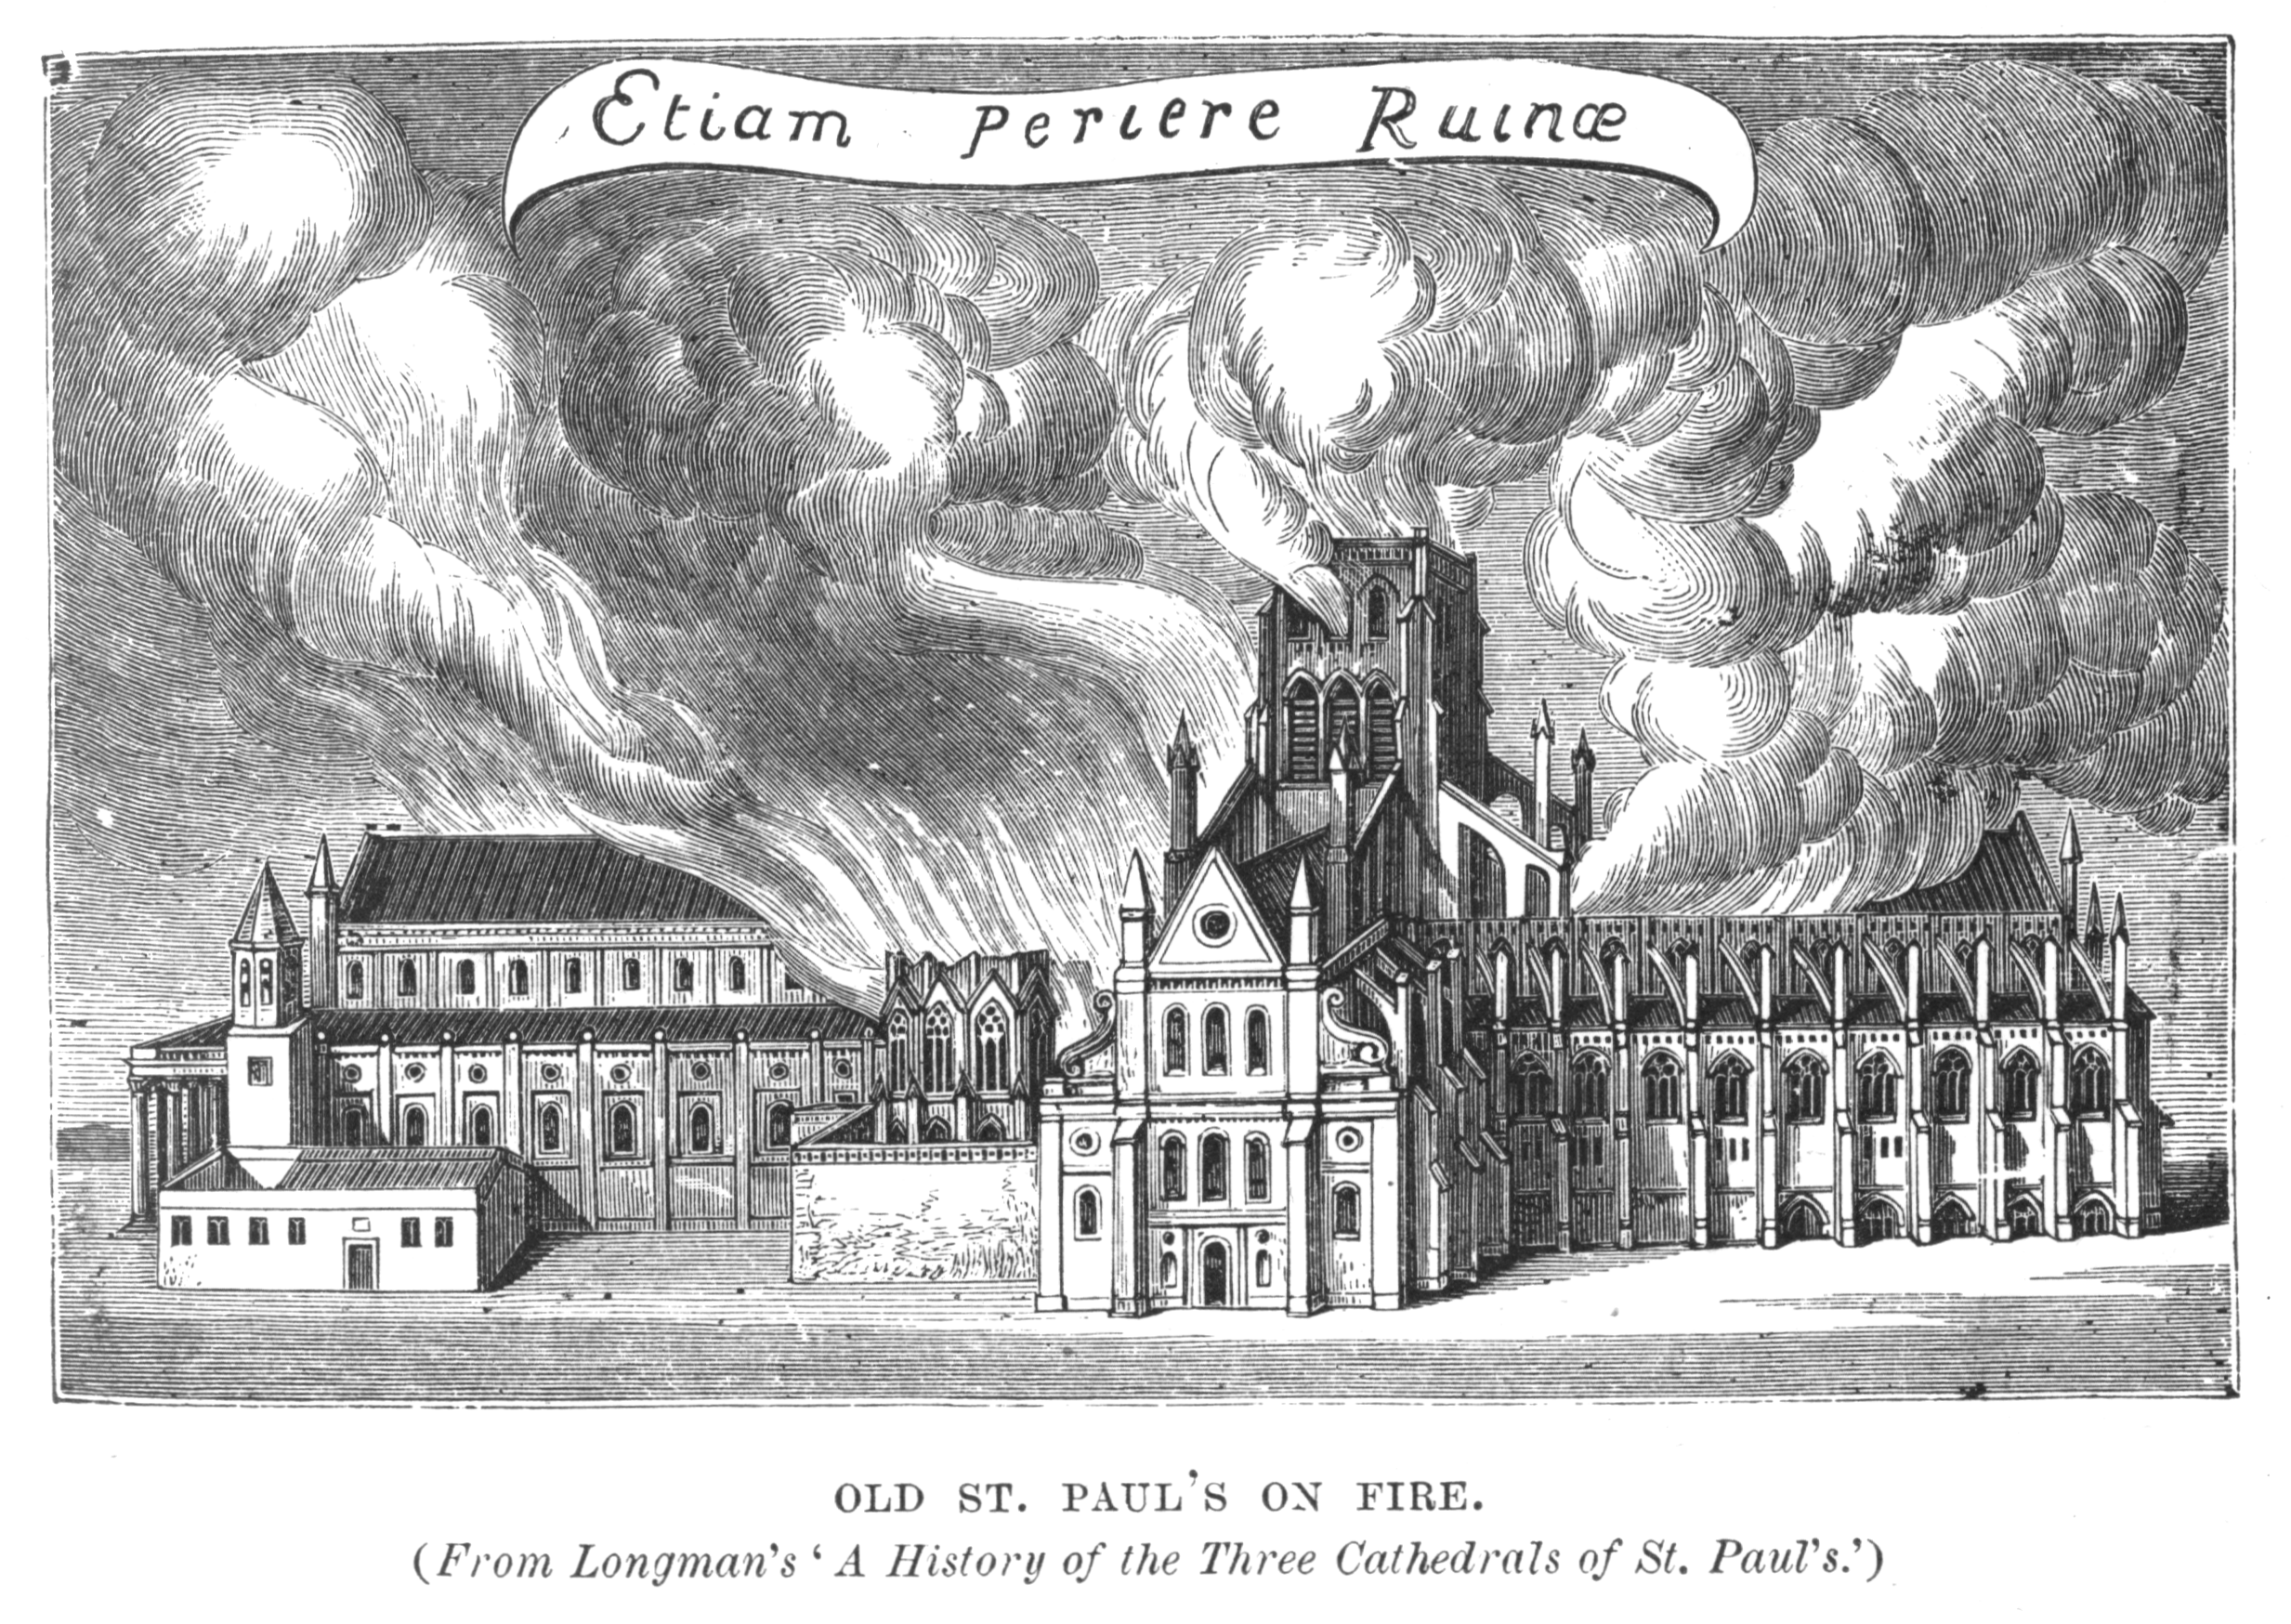 Etiam Periere Ruinæ
OLD ST. PAUL'S ON FIRE.
(From Longman's ‘A History of the Three Cathedrals of St. Paul's.’)